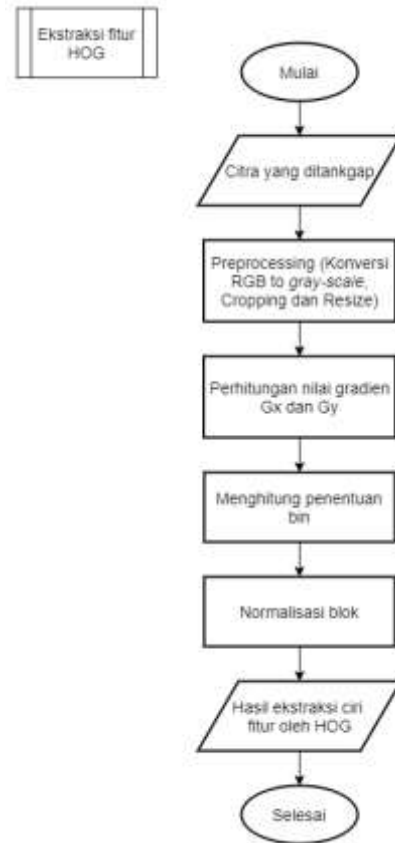 Ekstraksi fitur
HOG
Mulai
Citra yang ditankgap
Preprocessing (Konversi
RGB to gray-scale,
Cropping dan Resize)
Perhitungan nilai gradien
Gx dan Gy
Menghitung penentuan
bin
Normalisasi blok
Hasil ekstraksi ciri
fitur oleh HOG
Selesai